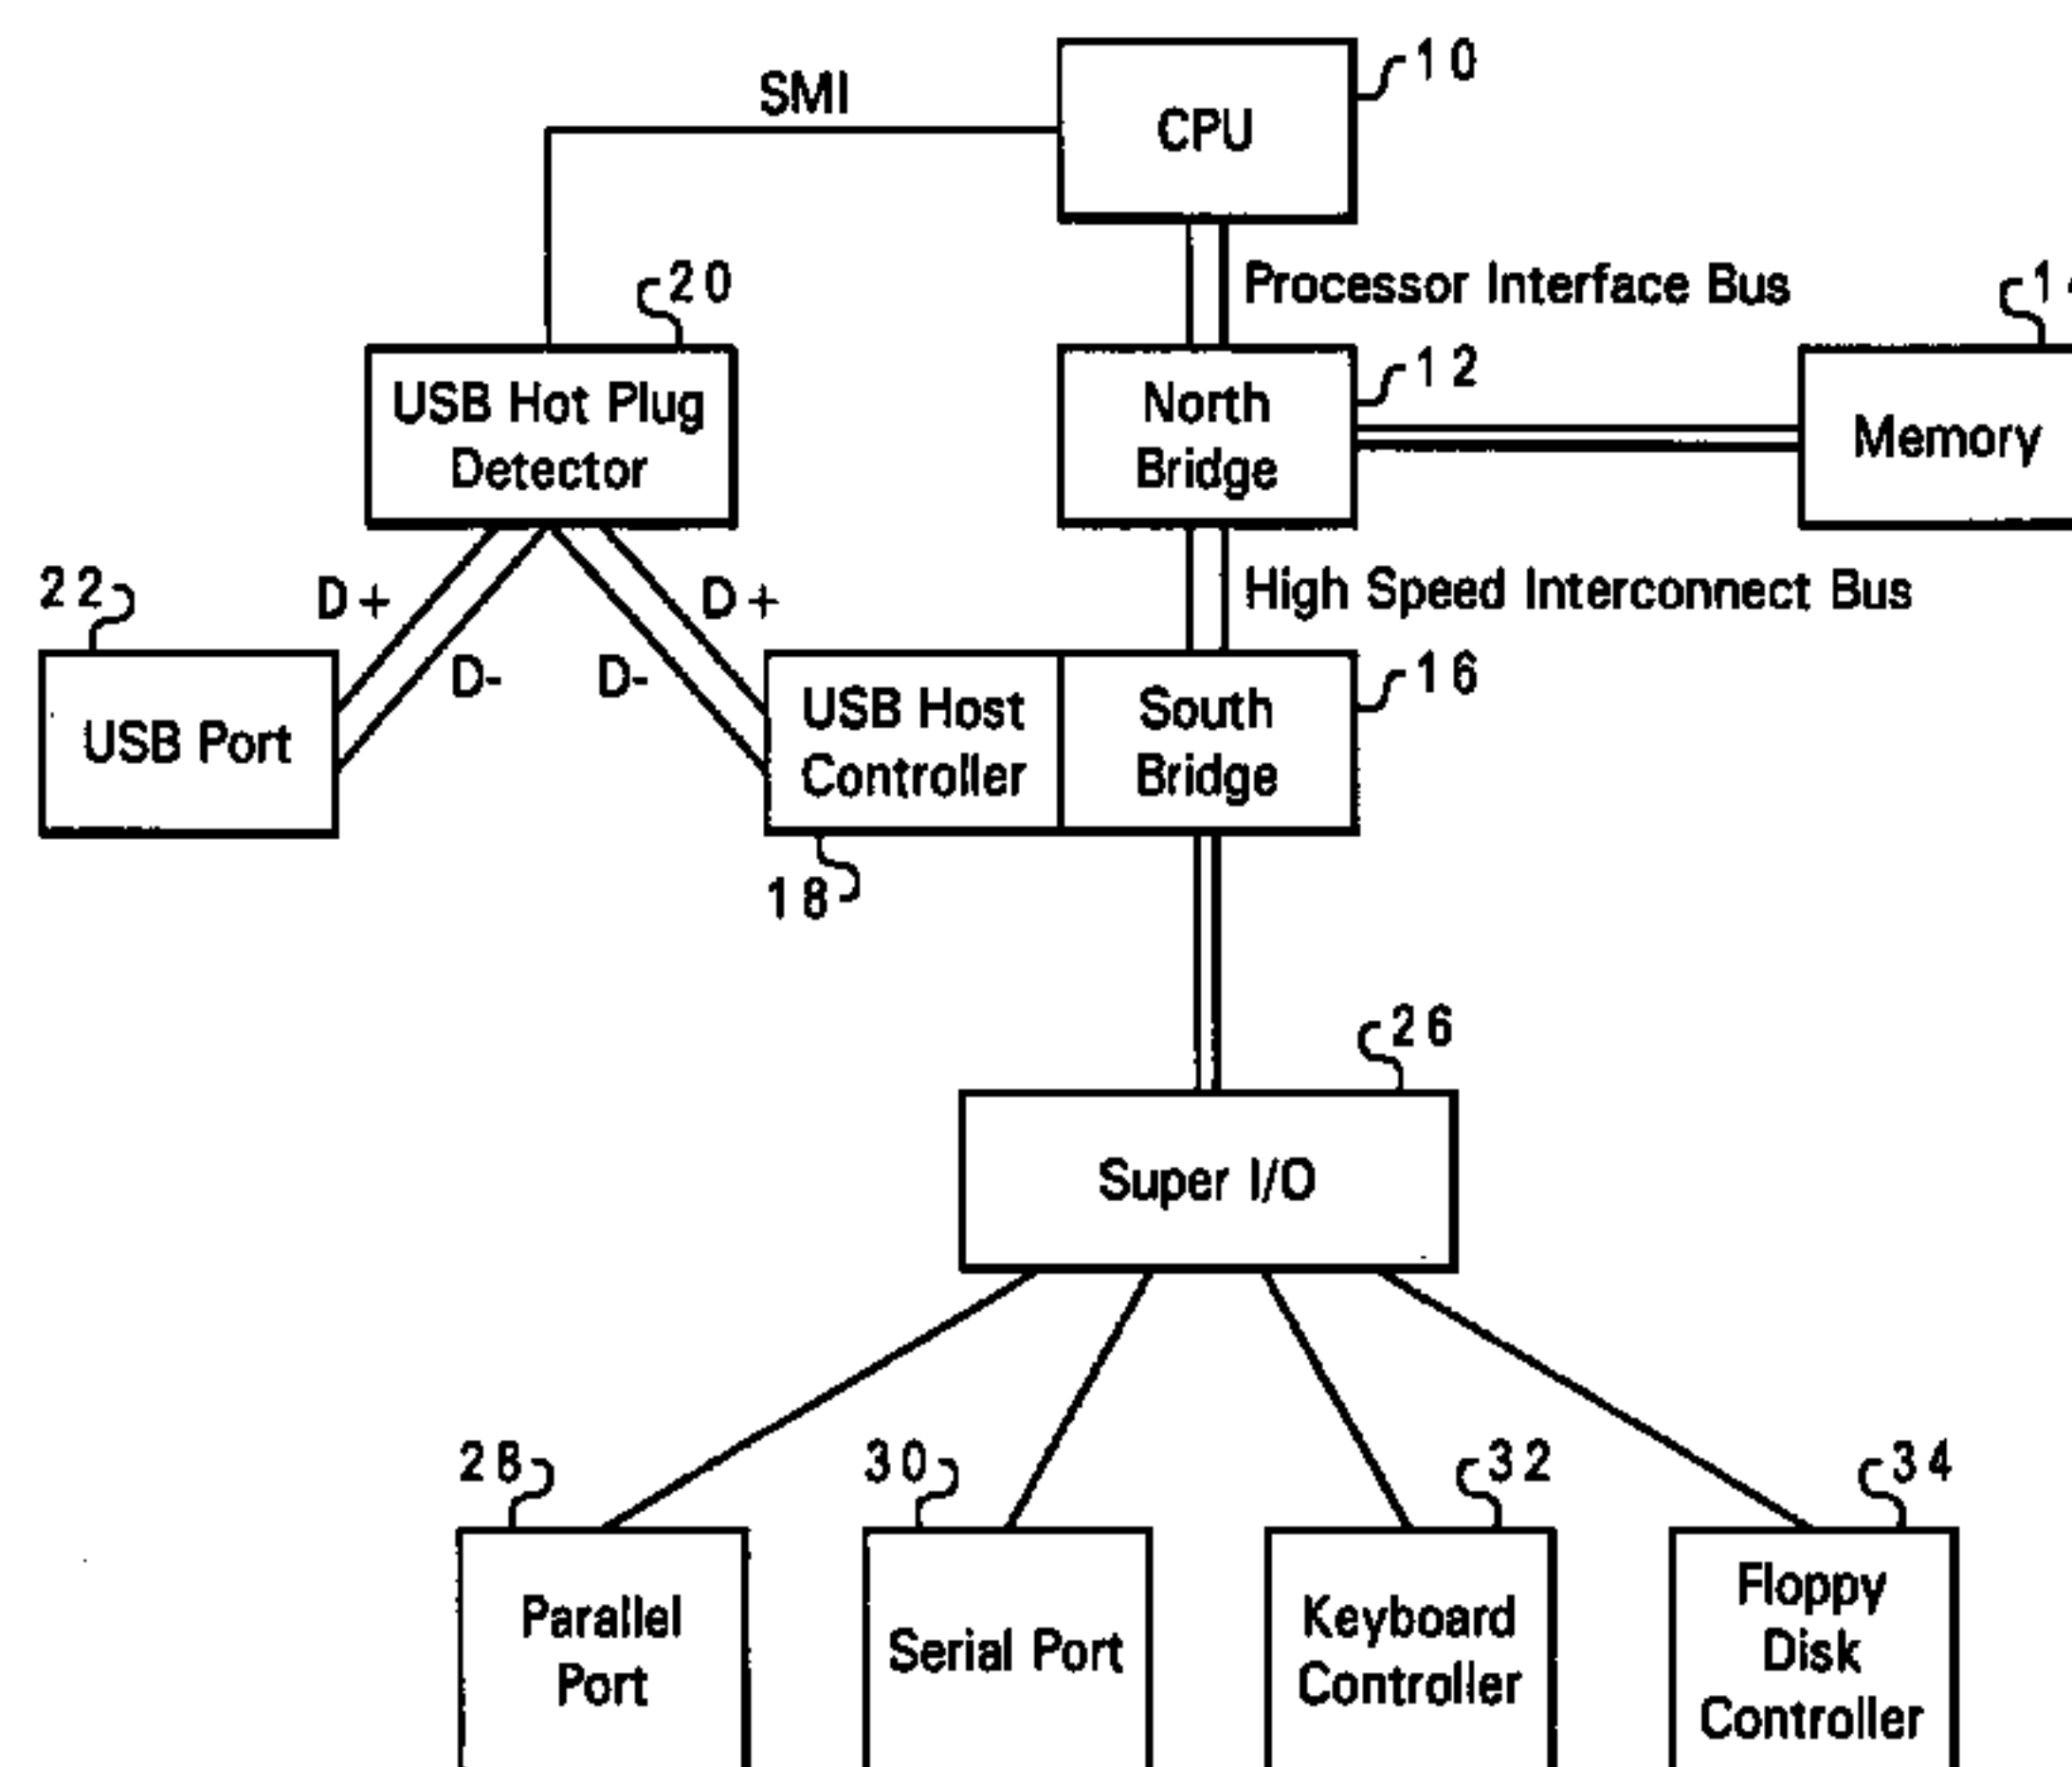 SMI
CPU
10
20
Processor Interface Bus
USB Hot Plug
Detector
North
Bridge
12
Memory
22
D+
D-
D-
D+
High Speed Interconnect Bus
USB Port
USB Host
Controller
South
Bridge
16
18
26
Super I/O
28
30
32
34
Parallel
Port
Serial Port
Keyboard
Controller
Floppy
Disk
Controller